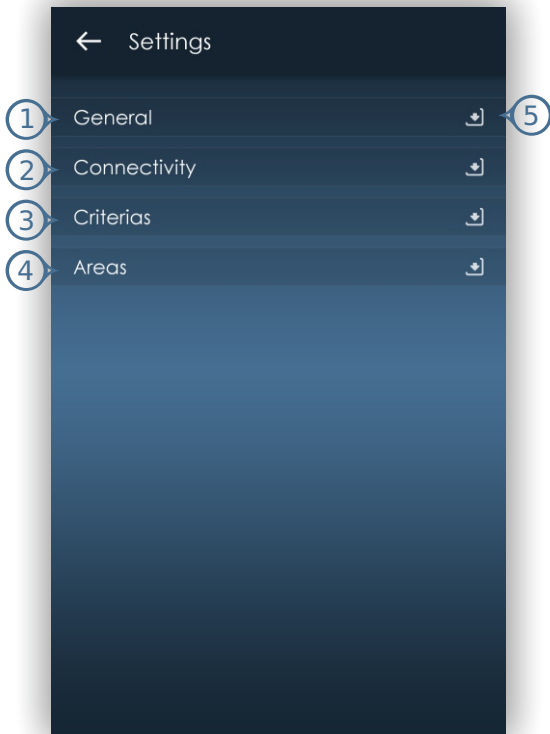 Settings
1 General 5
2 Connectivity
3 Criterias
4 Areas